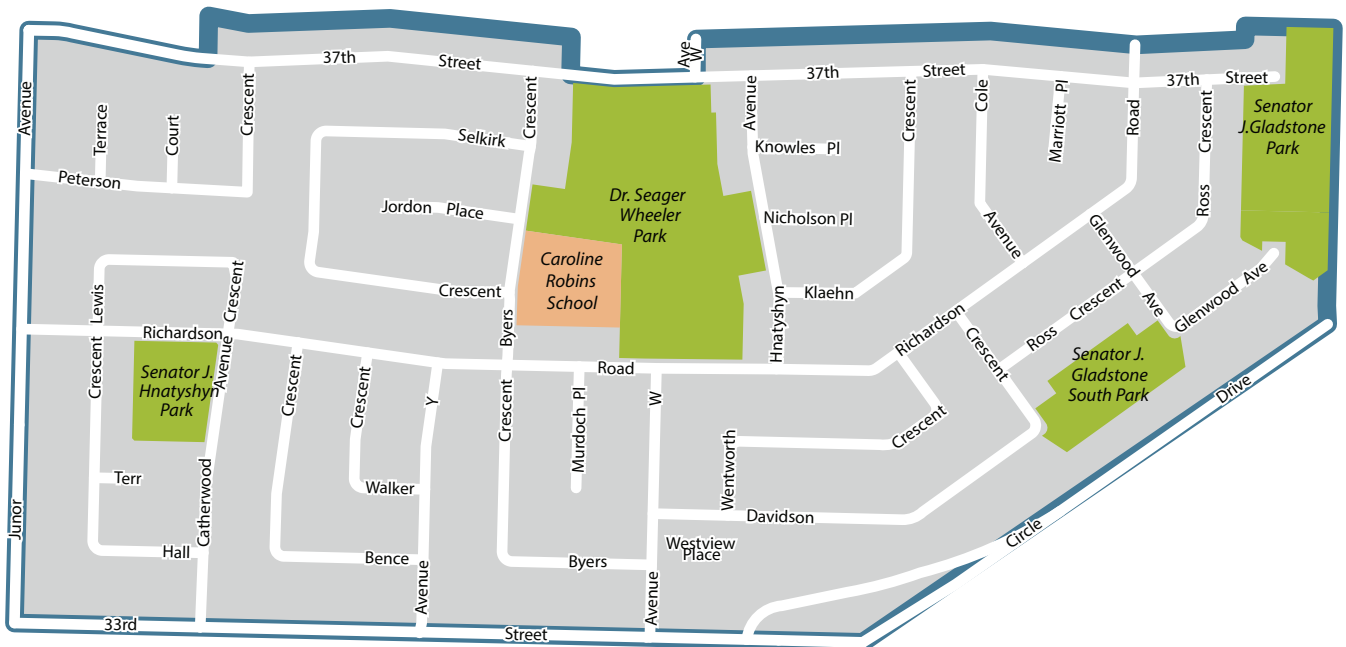 Ave
W
37th
Street
37th
Street
37th
Street
Avenue
Terrace
Court
Crescent
Peterson
Selkirk
Crescent
Jordon Place
Crescent
Byers
Dr. Seager
Wheeler
Park
Caroline
Robins
School
Avenue
Knowles Pl
Nicholson Pl
Hnatyshyn
Klaehn
Crescent
Cole
Avenue
Marriott Pl
Road
Crescent
Ross
Senator
J.Gladstone
Park
Glenwood
Ave
Glenwood Ave
Ross
Crescent
Richardson
Crescent
Lewis
Crescent
Crescent
Richardson
Avenue
Senator J.
Hnatyshyn
Park
Catherwood
Terr
Hall
Crescent
Bence
Crescent
Walker
Y
Avenue
Road
Crescent
Byers
Murdoch Pl
W
Avenue
Wentworth
Crescent
Davidson
Westview
Place
Senator J.
Gladstone
South Park
Circle
Drive
Junor
33rd
Street